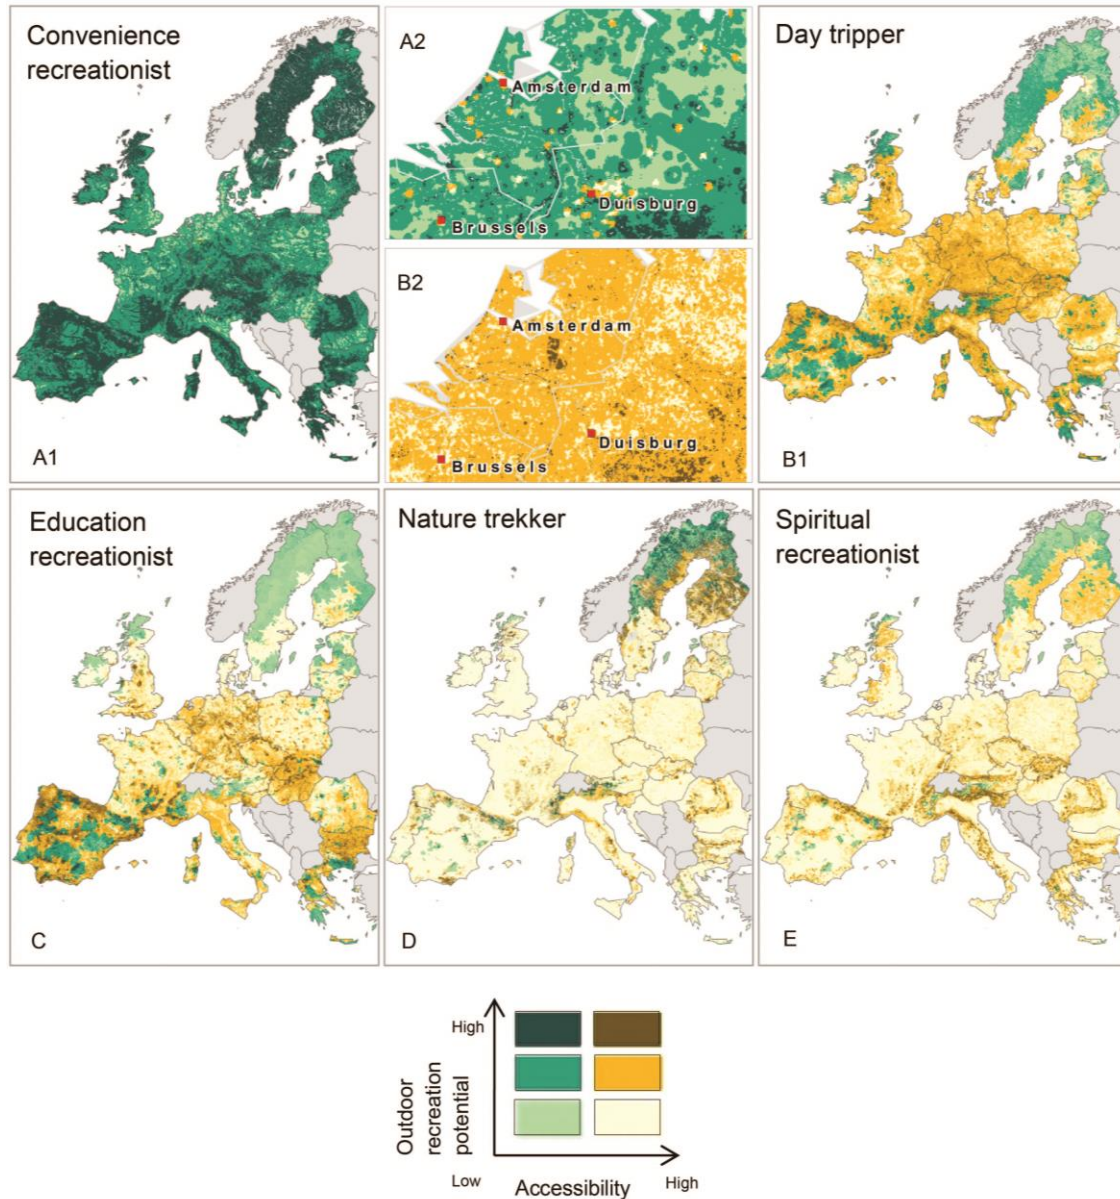 Convenience
recreationist
A1
A2
Amsterdam
Duisburg
Brussels
B2
Amsterdam
Duisburg
Brussels
Day tripper
B1
Education
recreationist
C
Nature trekker
D
Spiritual
recreationist
E
High
Outdoor
recreation
potential
Low
Accessibility
High